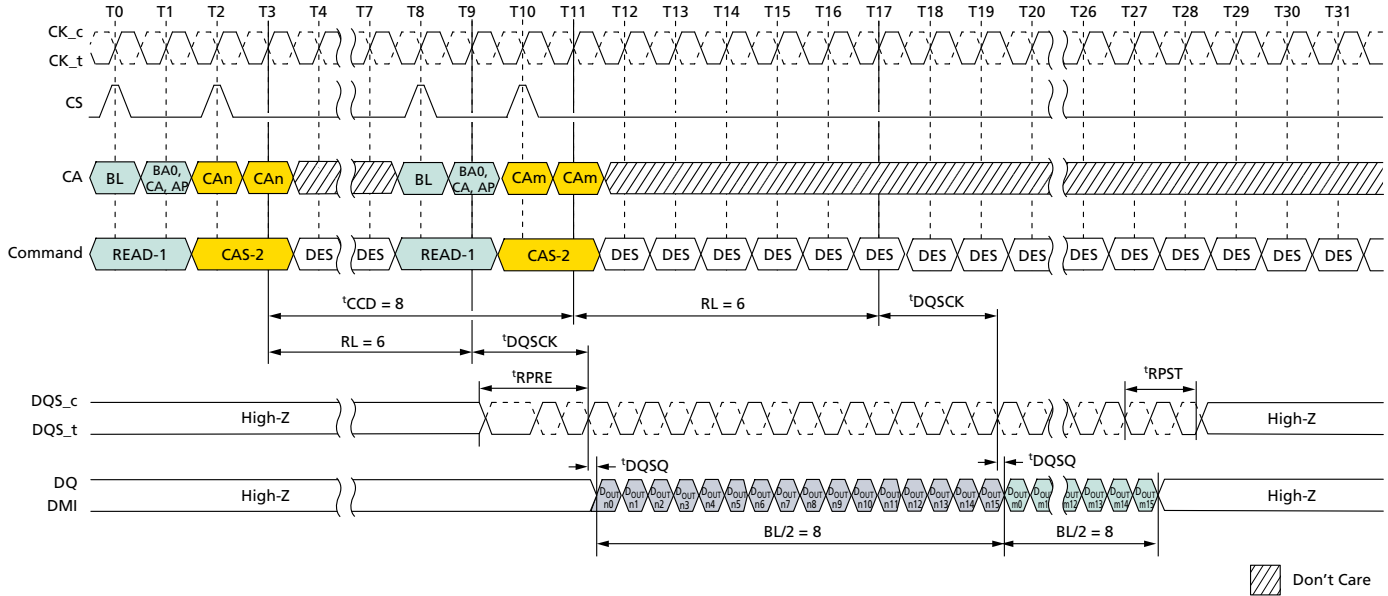 T0 T1 T2 T3 T4 T7 T8 T9 T10 T11 T12 T13 T14 T15 T16 T17 T18 T19 T20 T26 T27 T28 T29 T30 T31
CK_c
CK_t
CS
CA BL BA0, CA, AP CAn CAn BL BA0, CA, AP CAm CAm
Command READ-1 CAS-2 DES DES READ-1 CAS-2 DES DES DES DES DES DES DES DES DES DES DES DES DES DES DES
tCCD = 8 RL = 6 tDQSCK
RL = 6 tDQSCK
tRPRE tRPST
DQS_c
High-Z High-Z
DQS_t
tDQSQ tDQSQ
DQ
High-Z DOUT n0 DOUT n1 DOUT n2 DOUT n3 DOUT n4 DOUT n5 DOUT n6 DOUT n7 DOUT n8 DOUT n9 DOUT n10 DOUT n11 DOUT n12 DOUT n13 DOUT n14 DOUT n15 DOUT m0 DOUT m1 DOUT m12 DOUT m13 DOUT m14 DOUT m15 High-Z
DMI
BL/2 = 8 BL/2 = 8
Don't Care